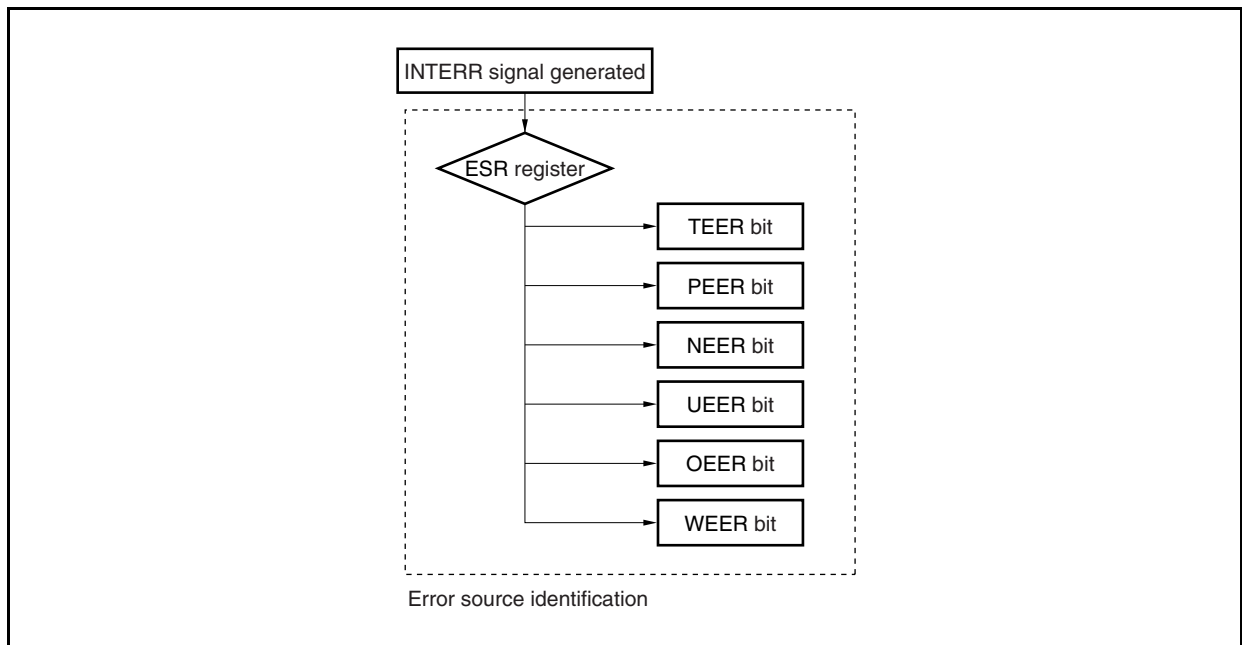 INTERR signal generated
ESR register
TEER bit
PEER bit
NEER bit
UEER bit
OEER bit
WEER bit
Error source identification